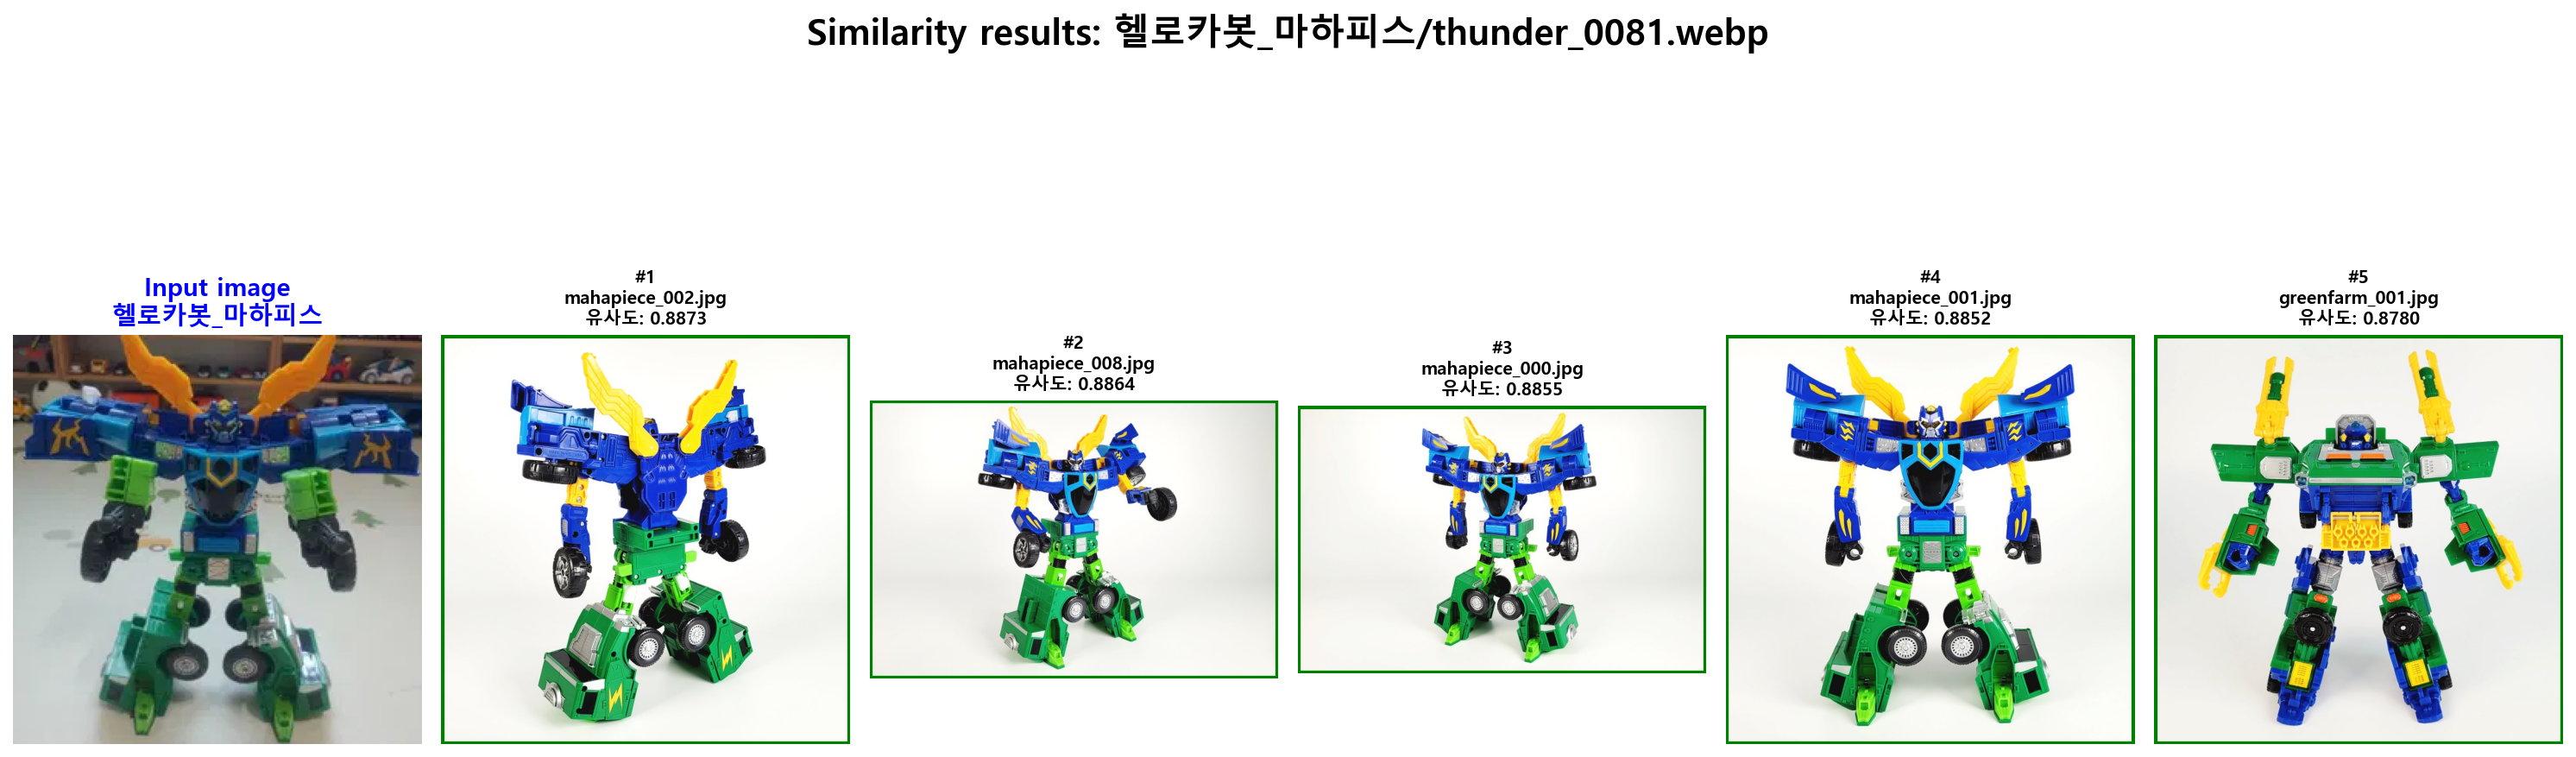 Similarity results: 헬로카봇_마하피스/thunder_0081.webp
Input image
헬로카봇_마하피스
#1
mahapiece_002.jpg
유사도: 0.8873
#2
mahapiece_008.jpg
유사도: 0.8864
#3
mahapiece_000.jpg
유사도: 0.8855
#4
mahapiece_001.jpg
유사도: 0.8852
#5
greenfarm_001.jpg
유사도: 0.8780